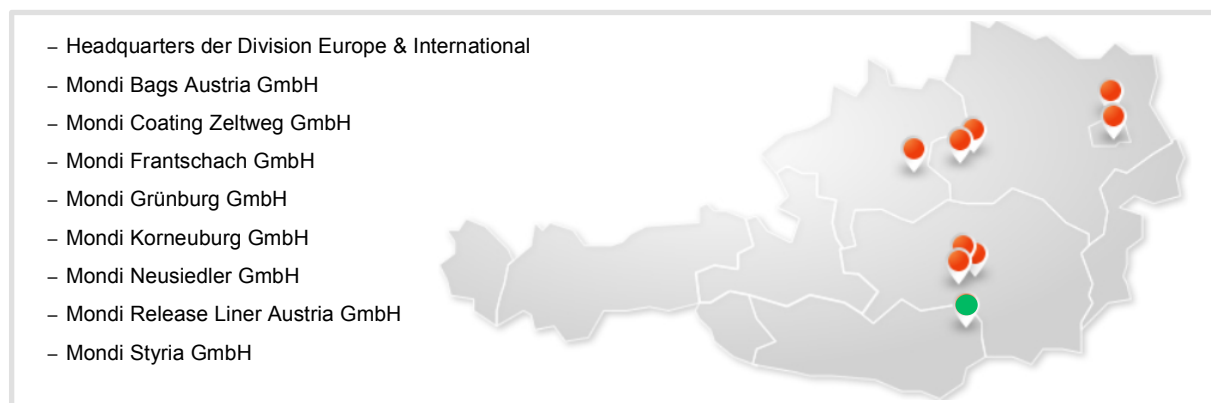 – Headquarters der Division Europe & International
– Mondi Bags Austria GmbH
– Mondi Coating Zeltweg GmbH
– Mondi Frantschach GmbH
– Mondi Grünburg GmbH
– Mondi Korneuburg GmbH
– Mondi Neusiedler GmbH
– Mondi Release Liner Austria GmbH
– Mondi Styria GmbH